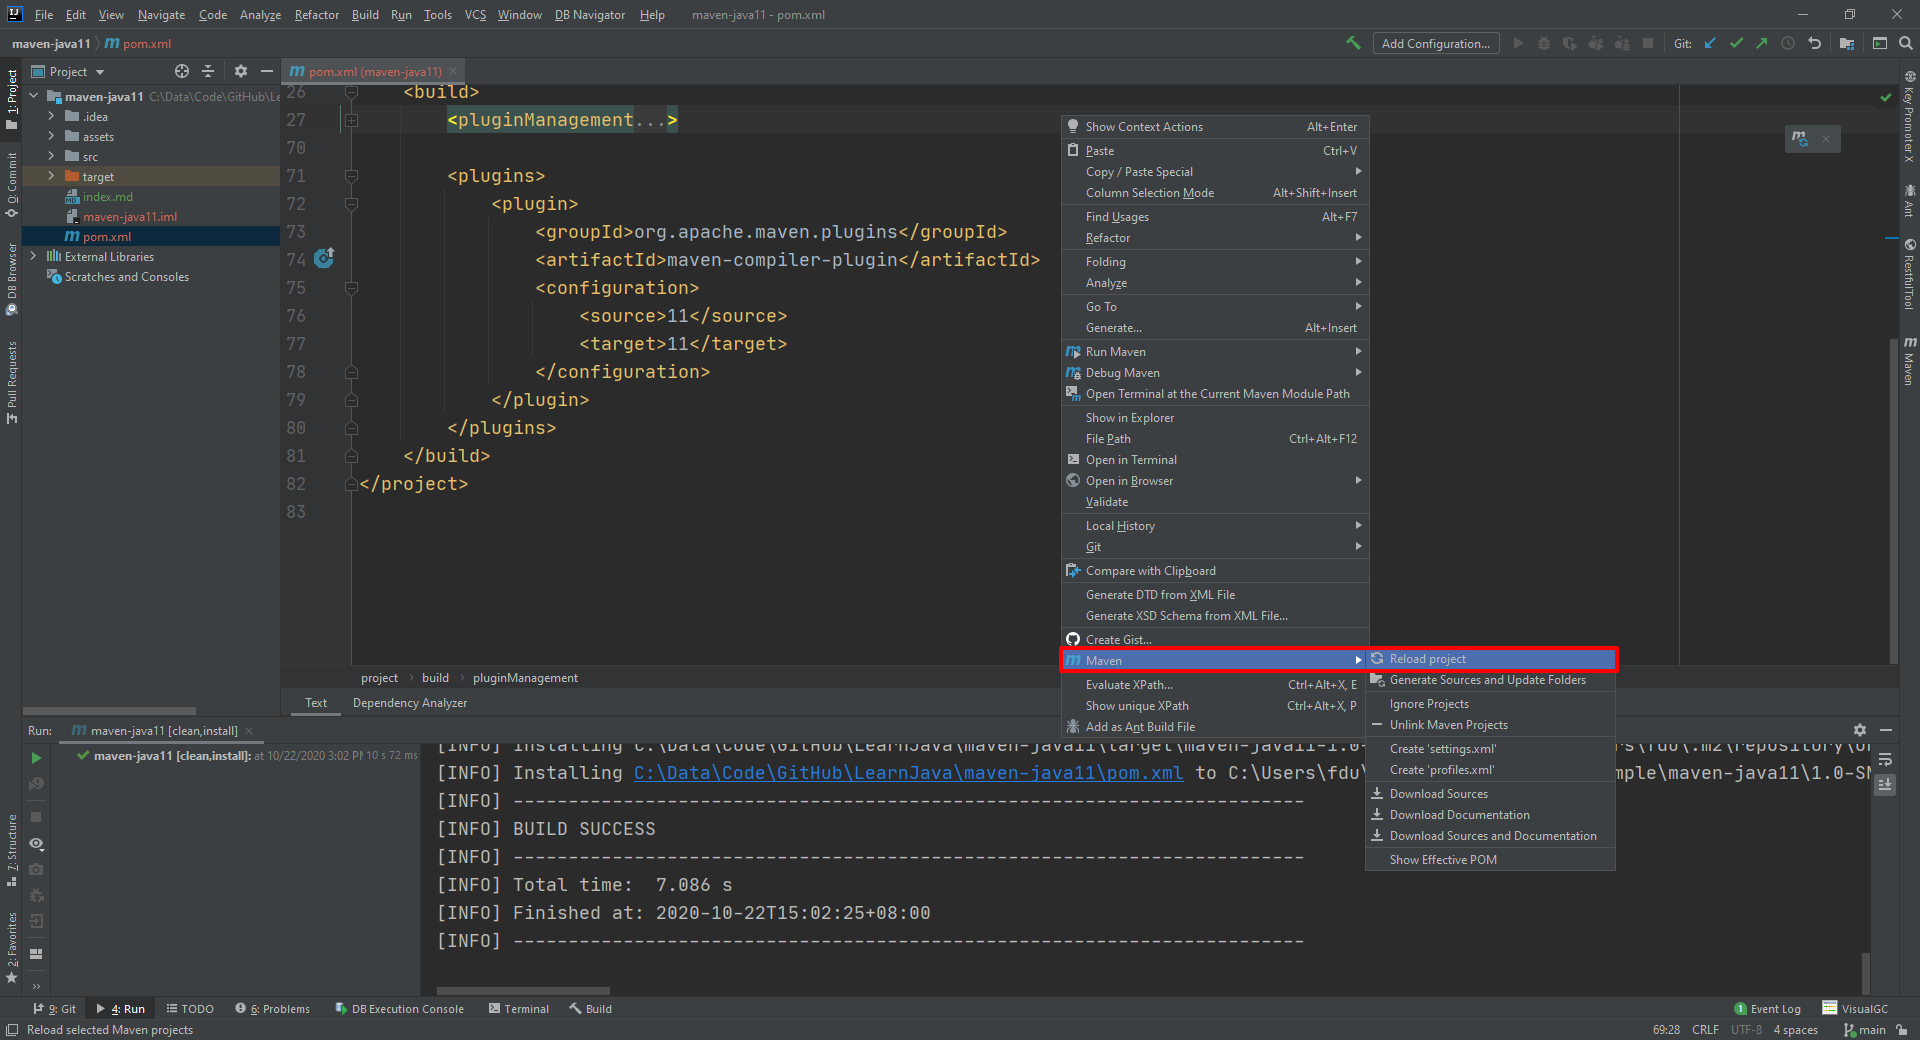 File Edit View Navigate Code Analyze Refactor Build Run Tools VCS Window DB Navigator Help maven-java11 - pom.xml
maven-java11 pom.xml
Add Configuration...
Git:
Project
pom.xml (maven-java11)
maven-java11 C:\Data\Code\GitHub\Le
.idea
assets
src
target
index.md
maven-java11.iml
pom.xml
External Libraries
Scratches and Consoles
1: Project
0: Commit
DB Browser
Pull Requests
7: Structure
2: Favorites
26 <build>
27 <pluginManagement...>
70
71 <plugins>
72 <plugin>
73 <groupId>org.apache.maven.plugins</groupId>
74 <artifactId>maven-compiler-plugin</artifactId>
75 <configuration>
76 <source>11</source>
77 <target>11</target>
78 </configuration>
79 </plugin>
80 </plugins>
81 </build>
82 </project>
83
Show Context Actions Alt+Enter
Paste Ctrl+V
Copy / Paste Special
Column Selection Mode Alt+Shift+Insert
Find Usages Alt+F7
Refactor
Folding
Analyze
Go To
Generate... Alt+Insert
Run Maven
Debug Maven
Open Terminal at the Current Maven Module Path
Show in Explorer
File Path Ctrl+Alt+F12
Open in Terminal
Open in Browser
Validate
Local History
Git
Compare with Clipboard
Generate DTD from XML File
Generate XSD Schema from XML File...
Create Gist...
Maven
Evaluate XPath... Ctrl+Alt+X, E
Show unique XPath Ctrl+Alt+X, P
Add as Ant Build File
Reload project
Generate Sources and Update Folders
Ignore Projects
Unlink Maven Projects
Create 'settings.xml'
Create 'profiles.xml'
Download Sources
Download Documentation
Download Sources and Documentation
Show Effective POM
Key Promoter X
Ant
RestfulTool
Maven
project build pluginManagement
Text Dependency Analyzer
Run: maven-java11 [clean,install]
maven-java11 [clean,install]: at 10/22/2020 3:02 PM 10 s 72 ms
[INFO] Installing C:\Data\Code\GitHub\LearnJava\maven-java11\target\maven-java11-1.0-
[INFO] Installing C:\Data\Code\GitHub\LearnJava\maven-java11\pom.xml to C:\Users\fdu\ mple\maven-java11\1.0-SN
[INFO] ------------------------------------------------------------------------
[INFO] BUILD SUCCESS
[INFO] ------------------------------------------------------------------------
[INFO] Total time:  7.086 s
[INFO] Finished at: 2020-10-22T15:02:25+08:00
[INFO] ------------------------------------------------------------------------
9: Git 4: Run TODO 6: Problems DB Execution Console Terminal Build 1 Event Log VisualGC
Reload selected Maven projects 69:28 CRLF UTF-8 4 spaces main